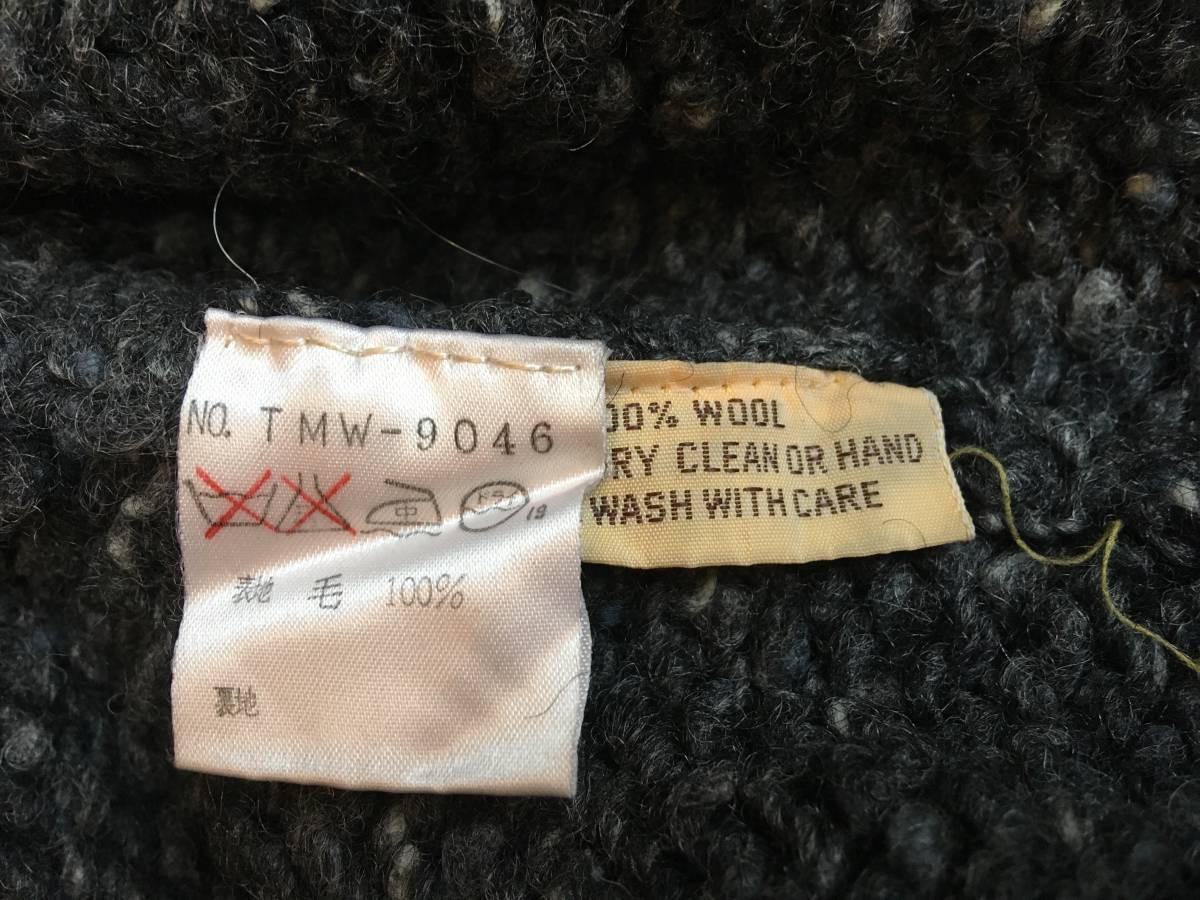 NO. TMW-9046
中
ドライ
19
表地 毛 100%
裏地
00% WOOL
RY CLEAN OR HAND
WASH WITH CARE